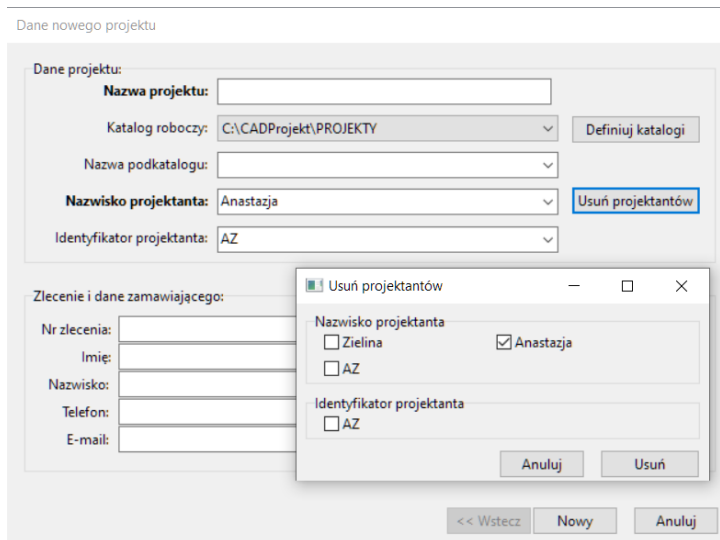 Dane nowego projektu
Dane projektu:
Nazwa projektu:
Katalog roboczy: C:\CADProjekt\PROJEKTY Definiuj katalogi
Nazwa podkatalogu:
Nazwisko projektanta: Anastazja Usuń projektantów
Identyfikator projektanta: AZ
Zlecenie i dane zamawiającego:
Nr zlecenia:
Imię:
Nazwisko:
Telefon:
E-mail:
Usuń projektantów
Nazwisko projektanta
Zielina Anastazja
AZ
Identyfikator projektanta
AZ
Anuluj Usuń
<< Wstecz Nowy Anuluj